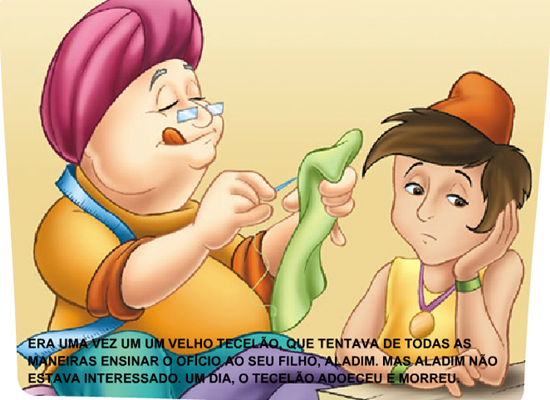 ERA UMA VEZ UM UM VELHO TECELÃO, QUE TENTAVA DE TODAS AS
MANEIRAS ENSINAR O OFÍCIO AO SEU FILHO, ALADIM. MAS ALADIM NÃO
ESTAVA INTERESSADO. UM DIA, O TECELÃO ADOECEU E MORREU.